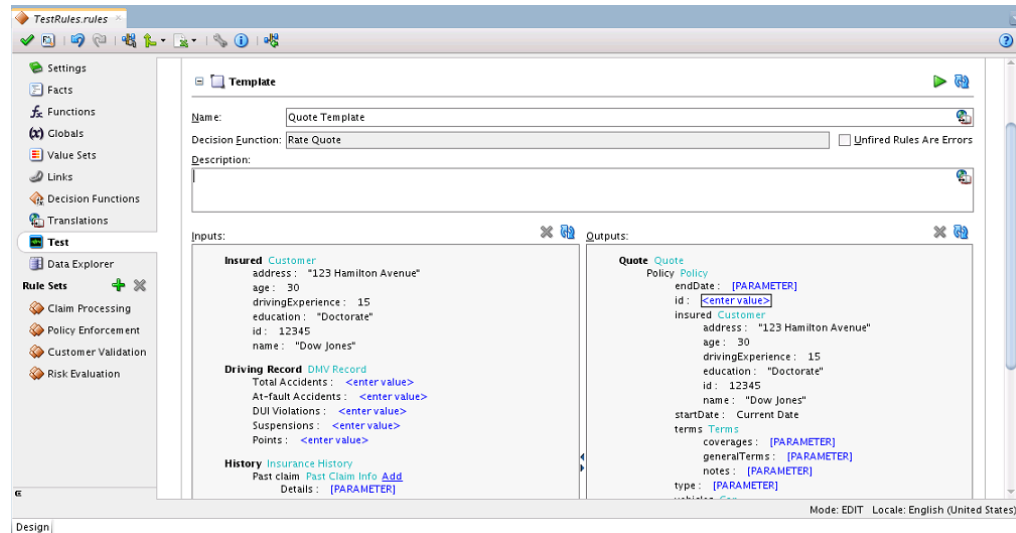 TestRules.rules
Settings
Facts
Functions
Globals
Value Sets
Links
Decision Functions
Translations
Test
Data Explorer
Rule Sets
Claim Processing
Policy Enforcement
Customer Validation
Risk Evaluation
Template
Name: Quote Template
Decision Function: Rate Quote Unfired Rules Are Errors
Description:
Inputs:
Insured Customer
address : "123 Hamilton Avenue"
age : 30
drivingExperience : 15
education : "Doctorate"
id : 12345
name : "Dow Jones"
Driving Record DMV Record
Total Accidents : <enter value>
At-fault Accidents : <enter value>
DUI Violations : <enter value>
Suspensions : <enter value>
Points : <enter value>
History Insurance History
Past claim Past Claim Info Add
Details : [PARAMETER]
Outputs:
Quote Quote
Policy Policy
endDate : [PARAMETER]
id : <enter value>
insured Customer
address : "123 Hamilton Avenue"
age : 30
drivingExperience : 15
education : "Doctorate"
id : 12345
name : "Dow Jones"
startDate : Current Date
terms Terms
coverages : [PARAMETER]
generalTerms : [PARAMETER]
notes : [PARAMETER]
type : [PARAMETER]
Mode: EDIT Locale: English (United States)
Design